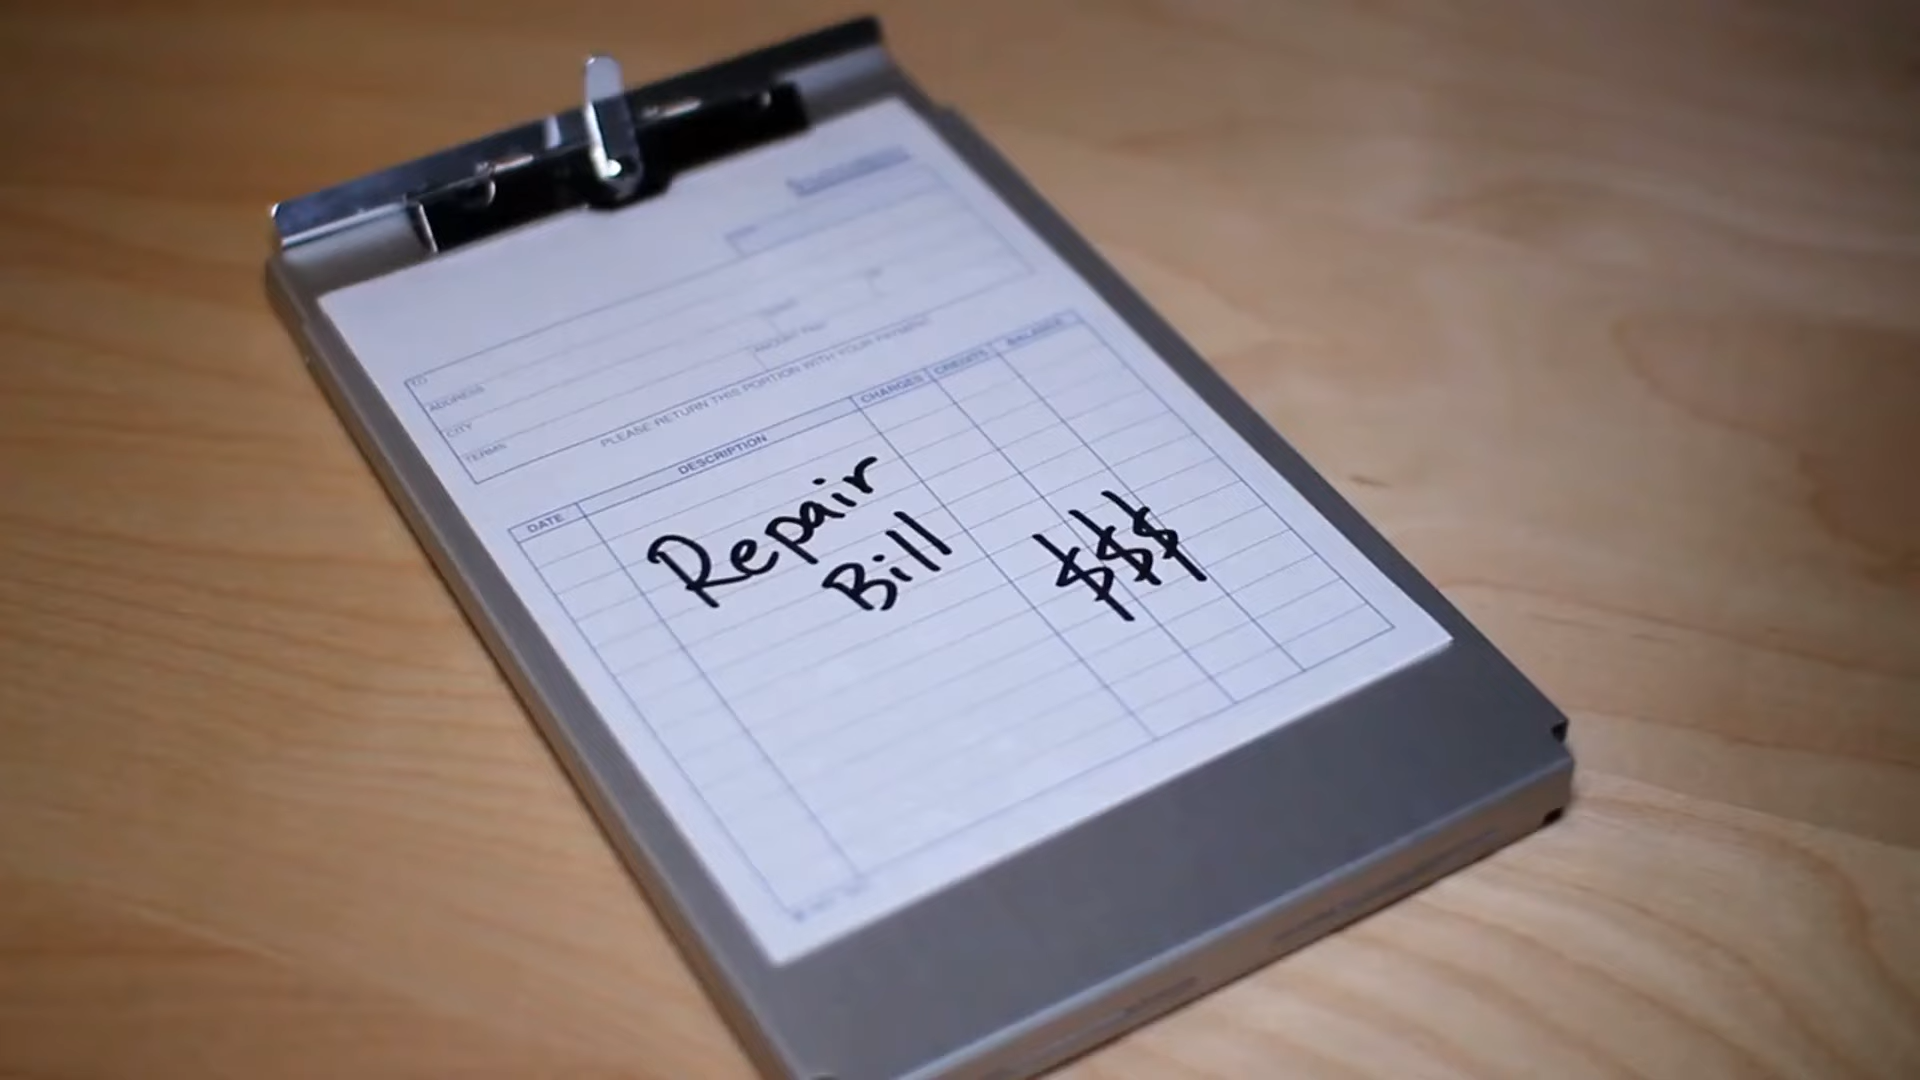 TO
ADDRESS
CITY
TERMS
PLEASE RETURN THIS PORTION WITH YOUR PAYMENT
DATE DESCRIPTION CHARGES CREDITS BALANCE
Repair
Bill $$$